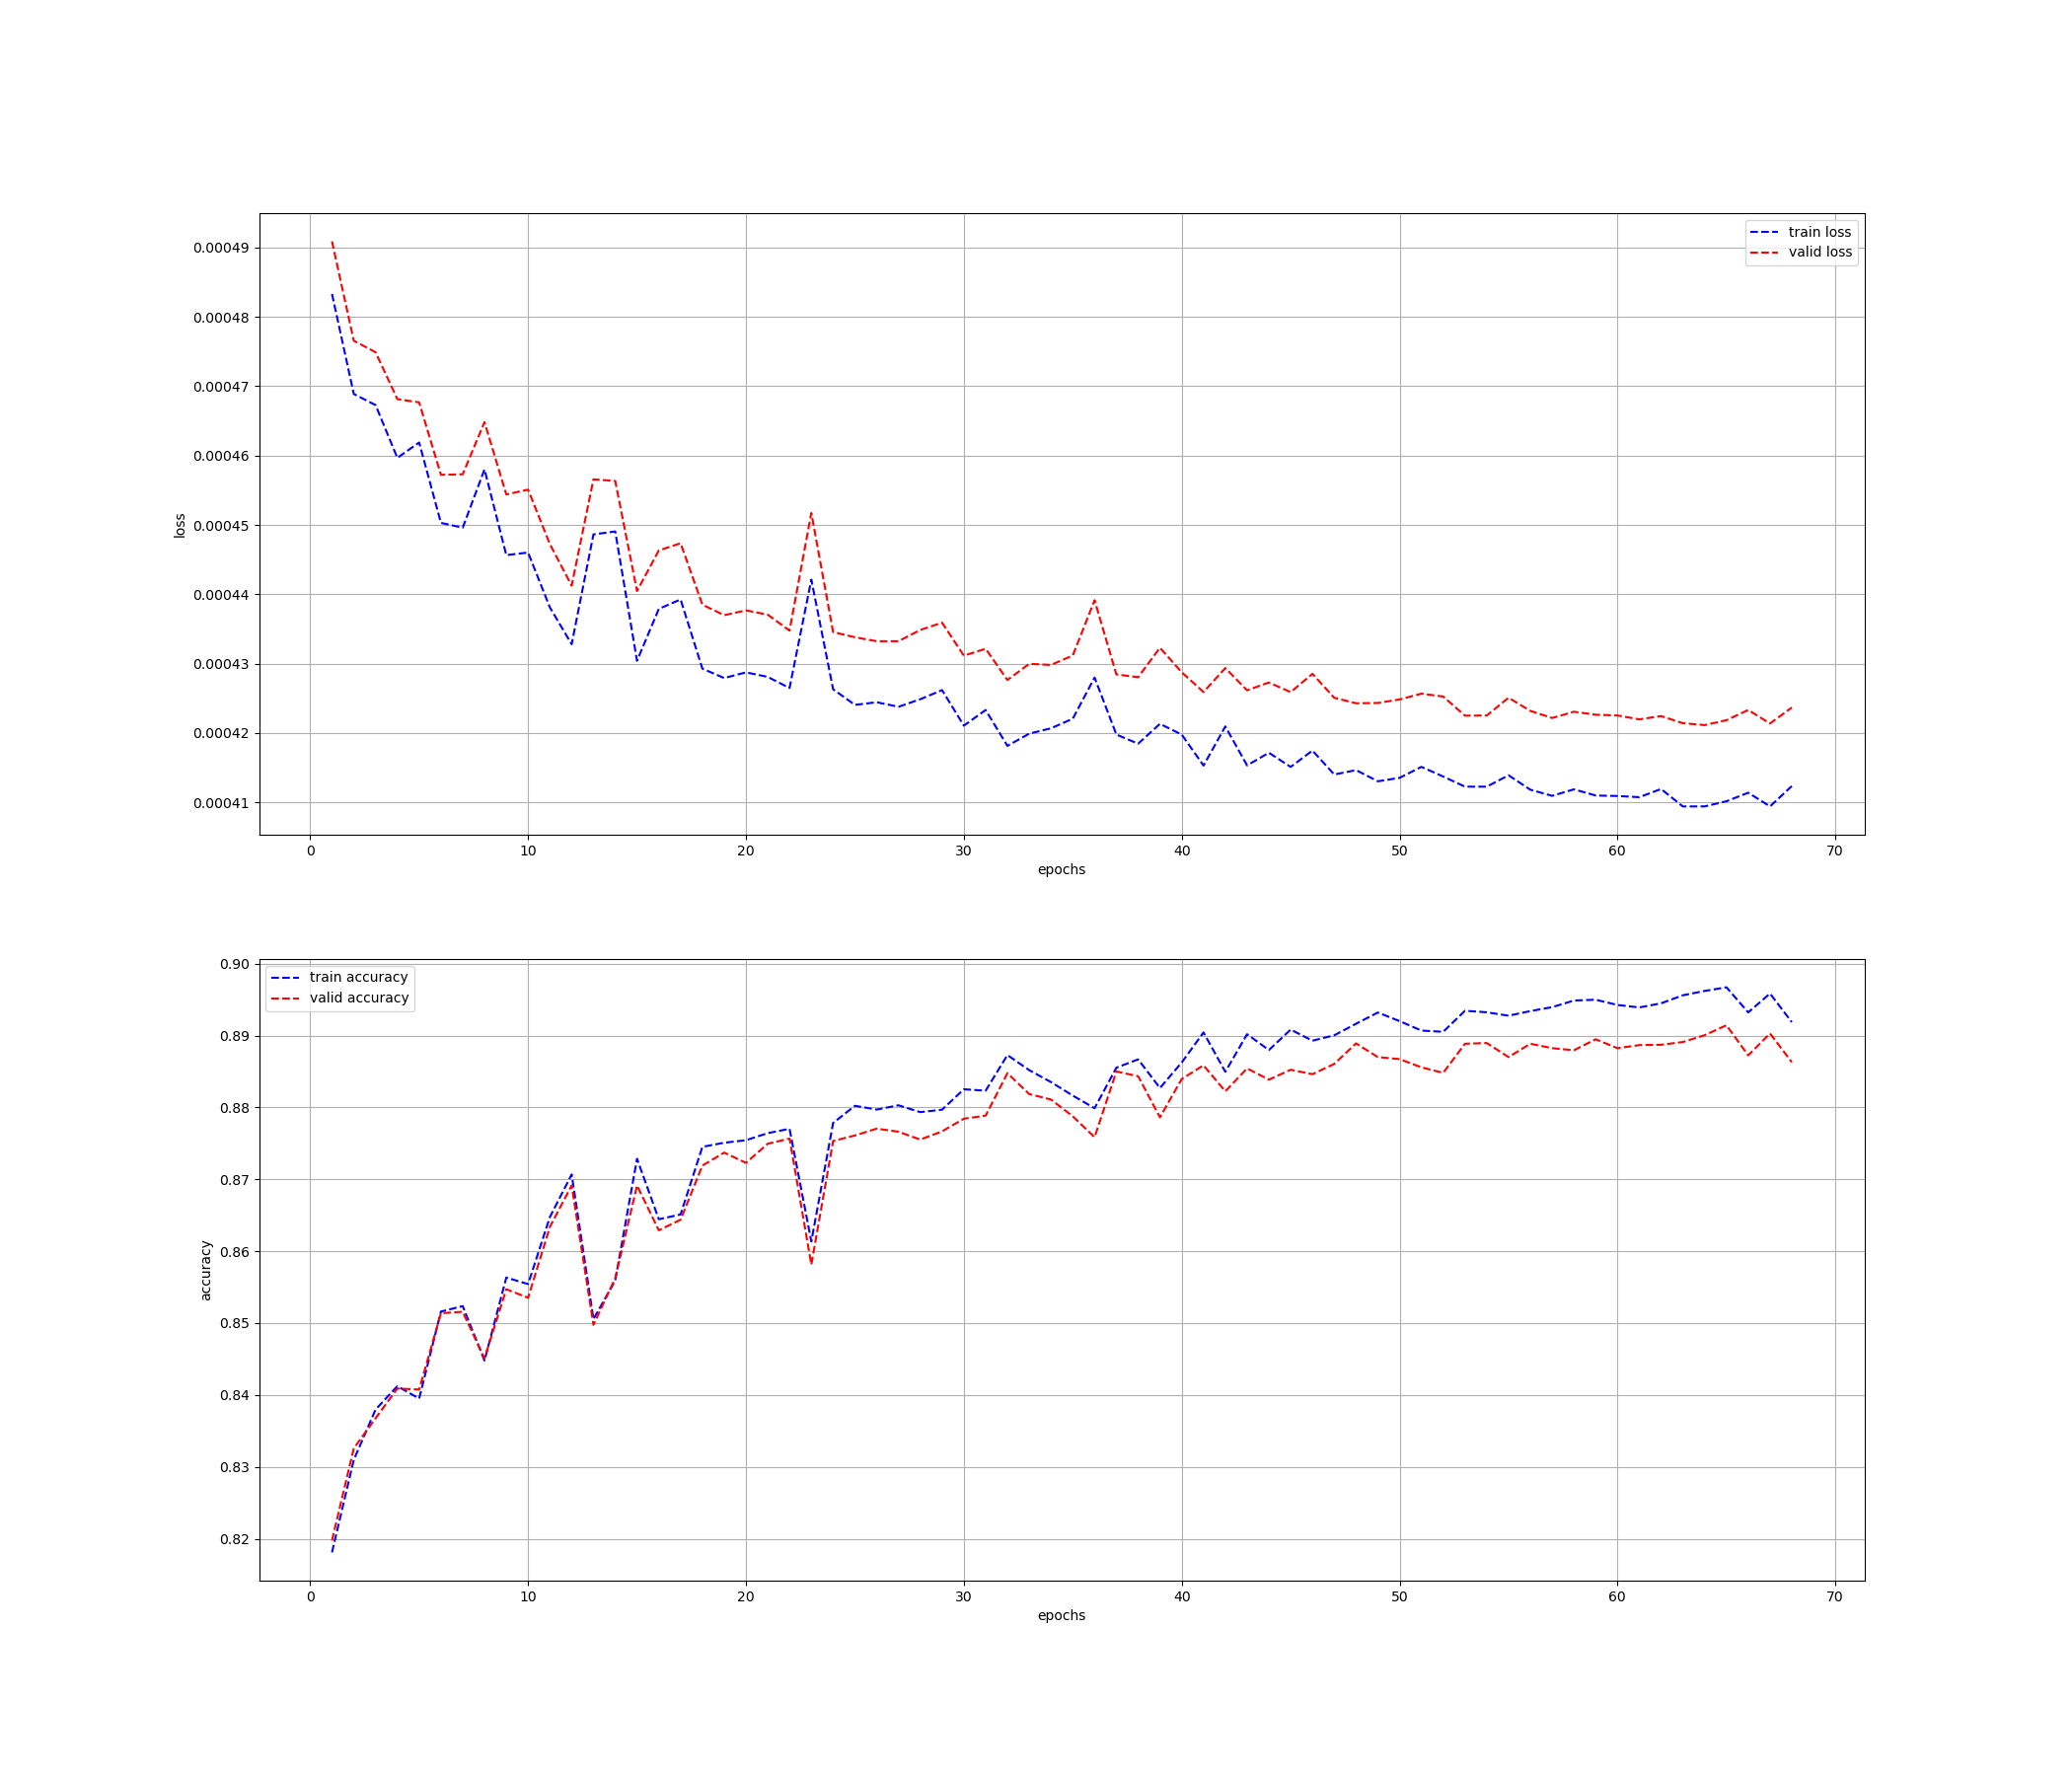 0.00049
0.00048
0.00047
0.00046
0.00045
0.00044
0.00043
0.00042
0.00041
loss
train loss
valid loss
0 10 20 30 40 50 60 70
epochs
0.90
0.89
0.88
0.87
0.86
0.85
0.84
0.83
0.82
accuracy
train accuracy
valid accuracy
0 10 20 30 40 50 60 70
epochs